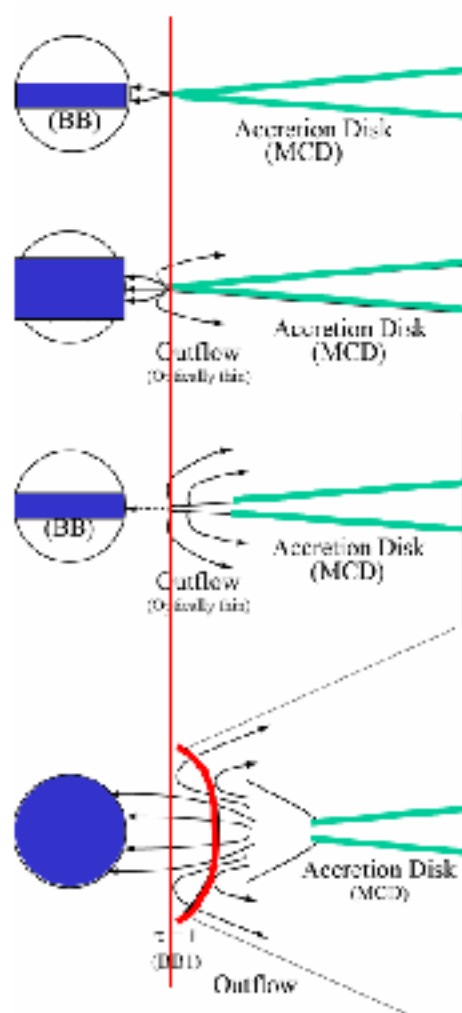 (BB)
Accretion Disk
(MCD)
Accretion Disk
(MCD)
Outflow
(Optically thin)
(BB)
Accretion Disk
(MCD)
Outflow
(Optically thin)
Accretion Disk
(MCD)
τ = 1
(BB1)
Outflow